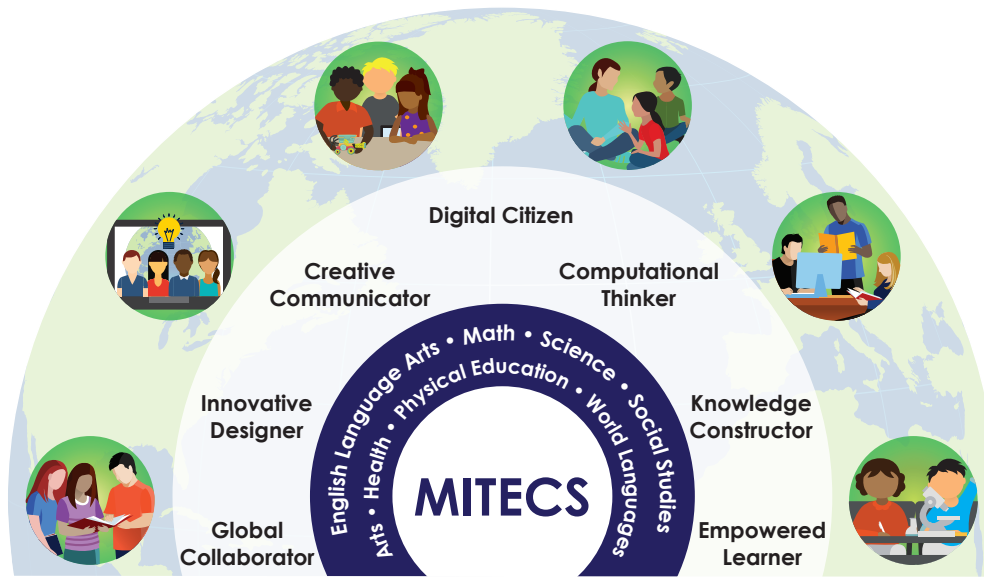 Digital Citizen
Creative
Communicator
Computational
Thinker
Innovative
Designer
Knowledge
Constructor
Global
Collaborator
Empowered
Learner
English Language Arts • Math • Science • Social Studies
Arts • Health • Physical Education • World Languages
MITECS